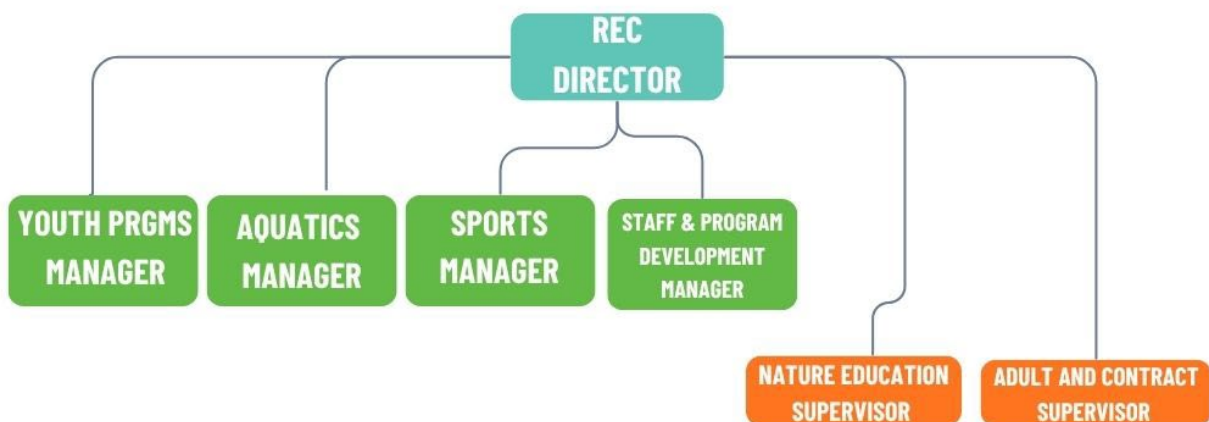 REC
DIRECTOR
YOUTH PRGMS
MANAGER
AQUATICS
MANAGER
SPORTS
MANAGER
STAFF & PROGRAM
DEVELOPMENT
MANAGER
NATURE EDUCATION
SUPERVISOR
ADULT AND CONTRACT
SUPERVISOR